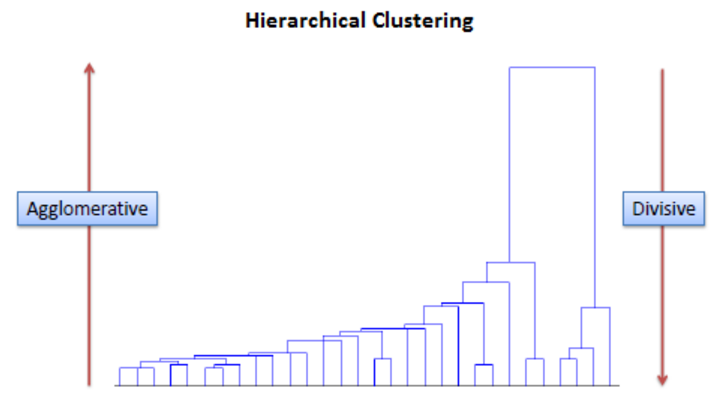 Hierarchical Clustering
Agglomerative
Divisive